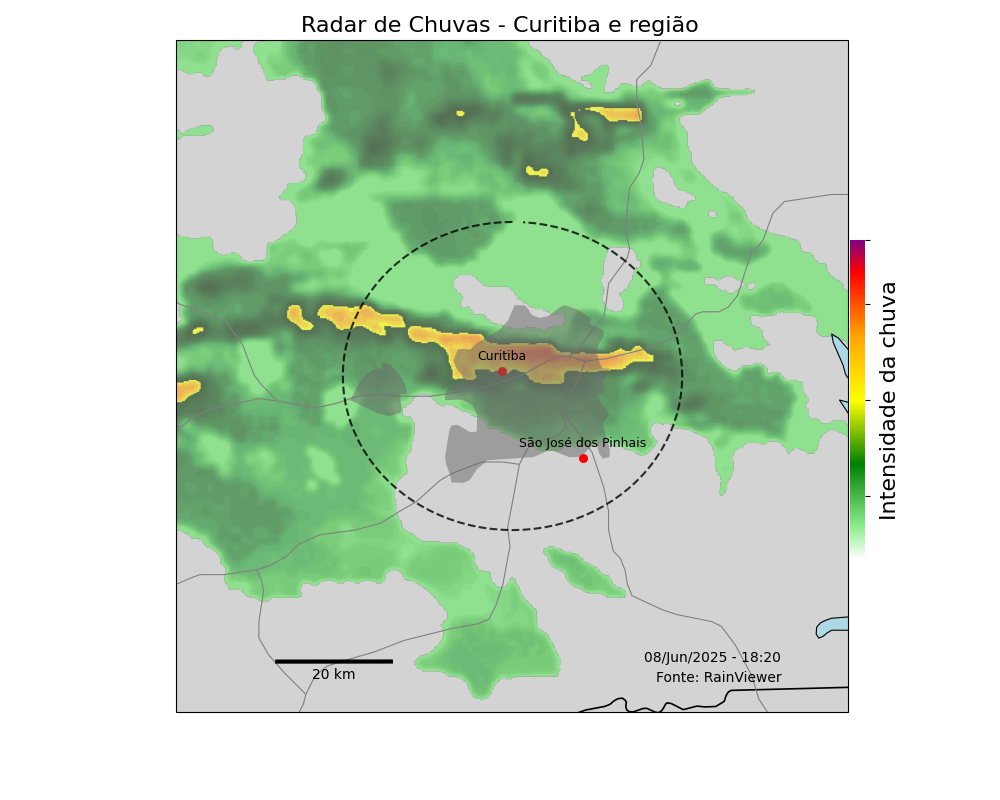 Radar de Chuvas - Curitiba e região
Curitiba
São José dos Pinhais
Intensidade da chuva
08/Jun/2025 - 18:20
20 km
Fonte: RainViewer